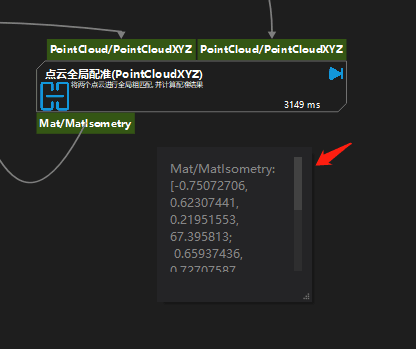 PointCloud/PointCloudXYZ PointCloud/PointCloudXYZ
点云全局配准(PointCloudXYZ)
将两个点云进行全局粗匹配, 并计算配准结果
3149 ms
Mat/MatIsometry
Mat/MatIsometry:
[-0.75072706,
0.62307441,
0.21951553,
67.395813;
0.65937436,
0.72707587